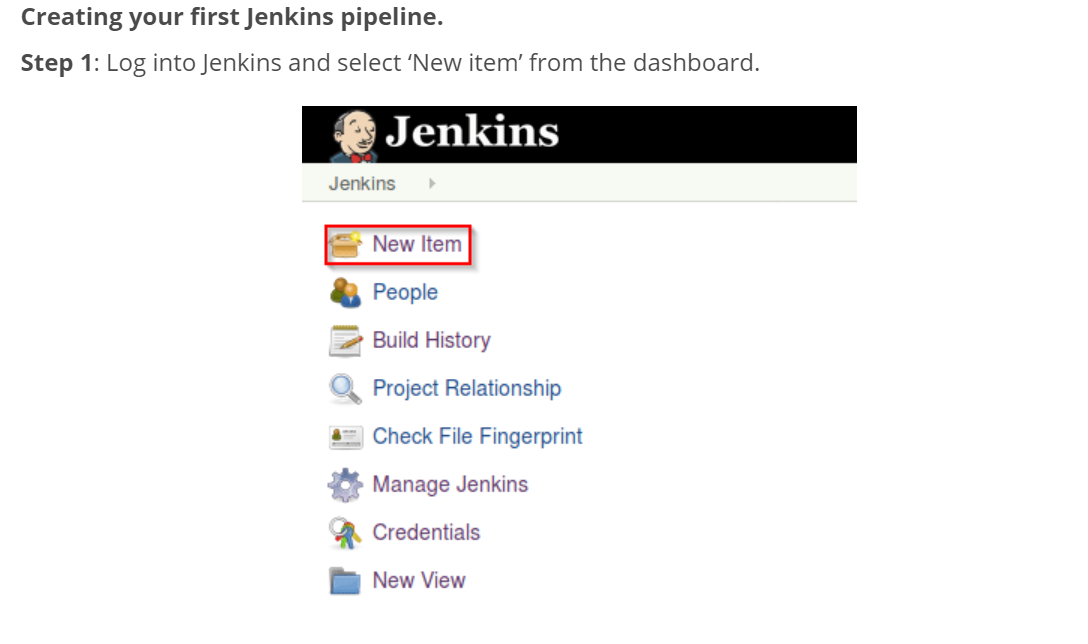 Creating your first Jenkins pipeline.
Step 1: Log into Jenkins and select ‘New item’ from the dashboard.
Jenkins
Jenkins
New Item
People
Build History
Project Relationship
Check File Fingerprint
Manage Jenkins
Credentials
New View